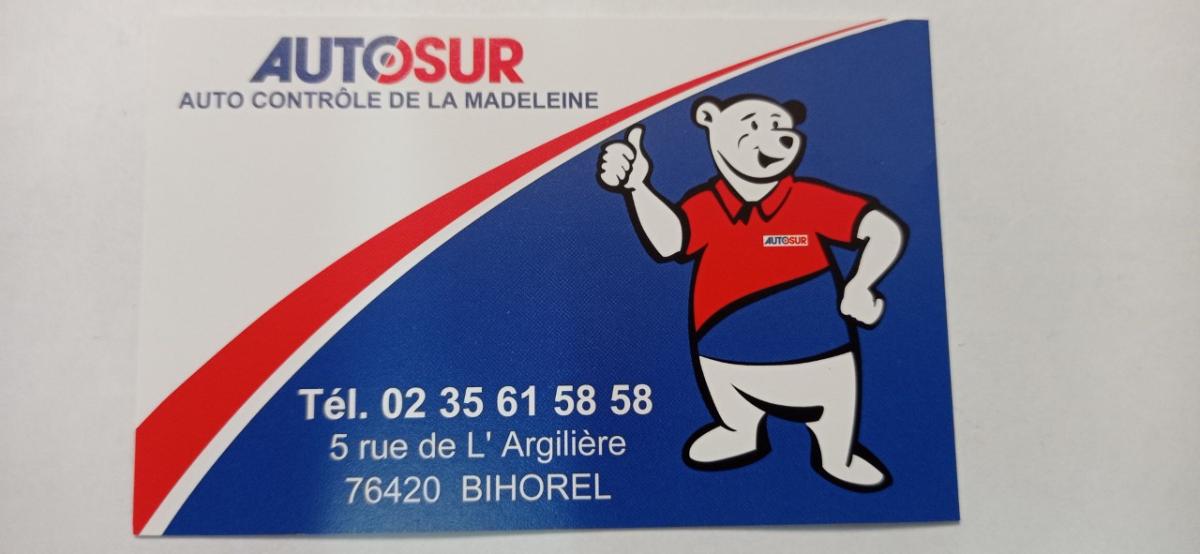 AUTOSUR
AUTO CONTRÔLE DE LA MADELEINE
AUTOSUR
Tél. 02 35 61 58 58
5 rue de L' Argilière
76420 BIHOREL